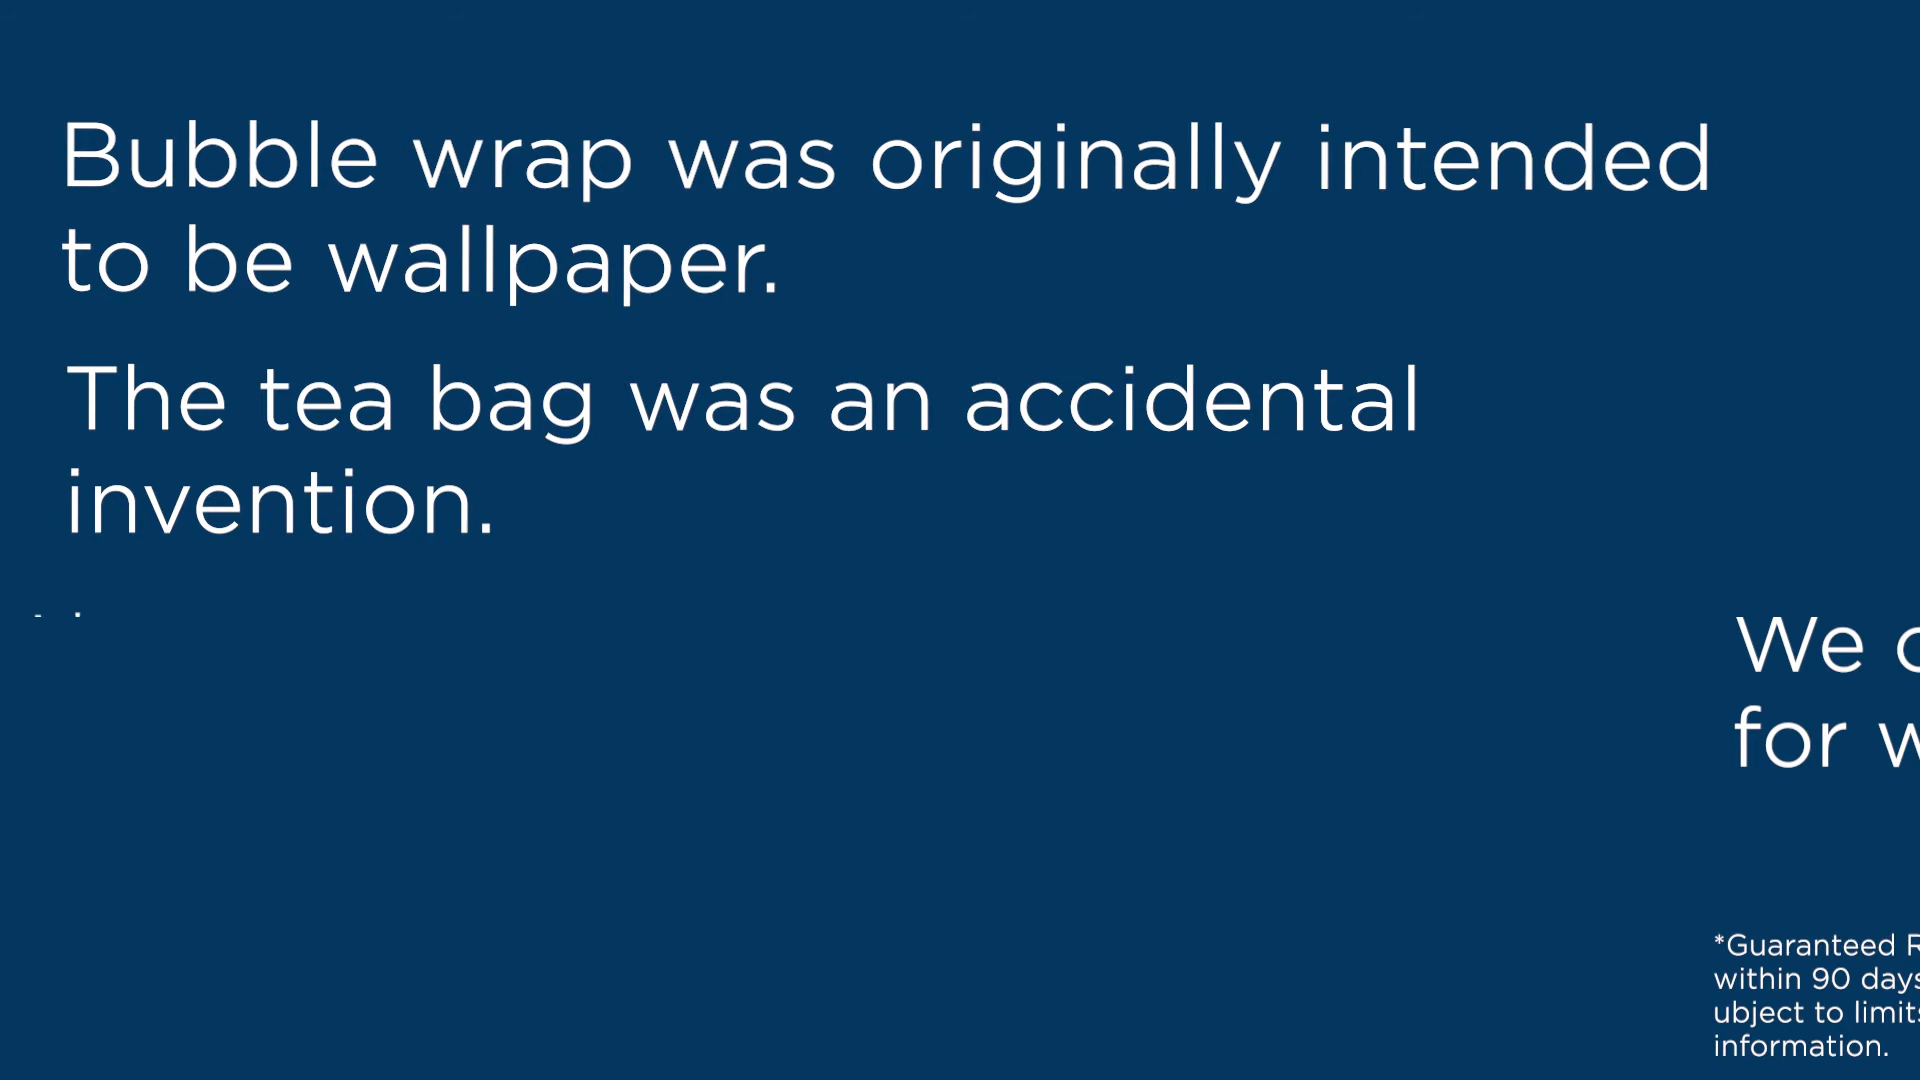 Bubble wrap was originally intended
to be wallpaper.
The tea bag was an accidental
invention.
We
for
*Guaranteed
within 90 days
ubject to limits
information.